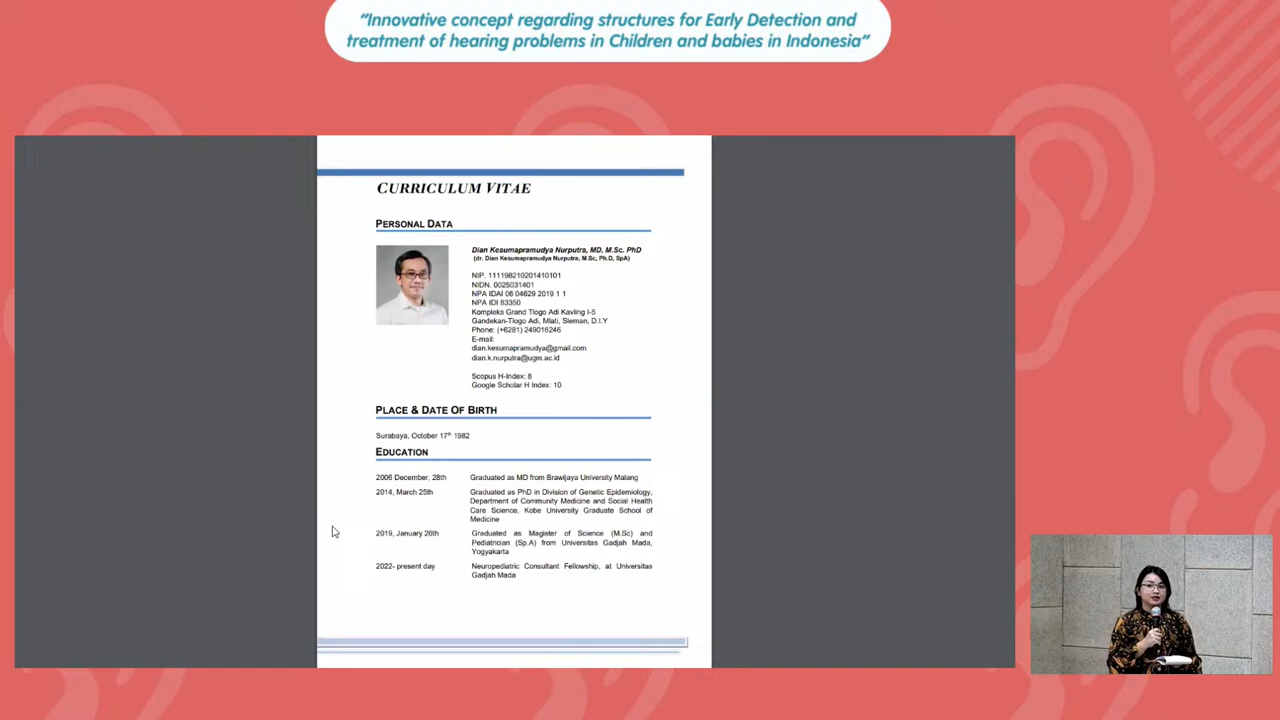 “Innovative concept regarding structures for Early Detection and
treatment of hearing problems in Children and babies in Indonesia“
CURRICULUM VITAE
PERSONAL DATA
Dian Kesumapramudya Nurputra, MD, M.Sc. PhD
(dr. Dian Kesumapramudya Nurputra, M.Sc, Ph.D, SpA)
NIP. 111198210201410101
NIDN. 0025031401
NPA IDAI 06 04629 2019 1 1
NPA IDI 83350
Kompleks Grand Tlogo Adi Kavling I-5
Gandekan-Tlogo Adi, Mlati, Sleman, D.I.Y
Phone: (+6281) 249016246
E-mail:
dian.kesumapramudya@gmail.com
dian.k.nurputra@ugm.ac.id
Scopus H-Index: 8
Google Scholar H Index: 10
PLACE & DATE OF BIRTH
Surabaya, October 17th 1982
EDUCATION
2006 December, 28th Graduated as MD from Brawijaya University Malang
2014, March 25th Graduated as PhD in Division of Genetic Epidemiology,
Department of Community Medicine and Social Health
Care Science, Kobe University Graduate School of
Medicine
2019, January 26th Graduated as Magister of Science (M.Sc) and
Pediatrician (Sp.A) from Universitas Gadjah Mada,
Yogyakarta
2022- present day Neuropediatric Consultant Fellowship, at Universitas
Gadjah Mada